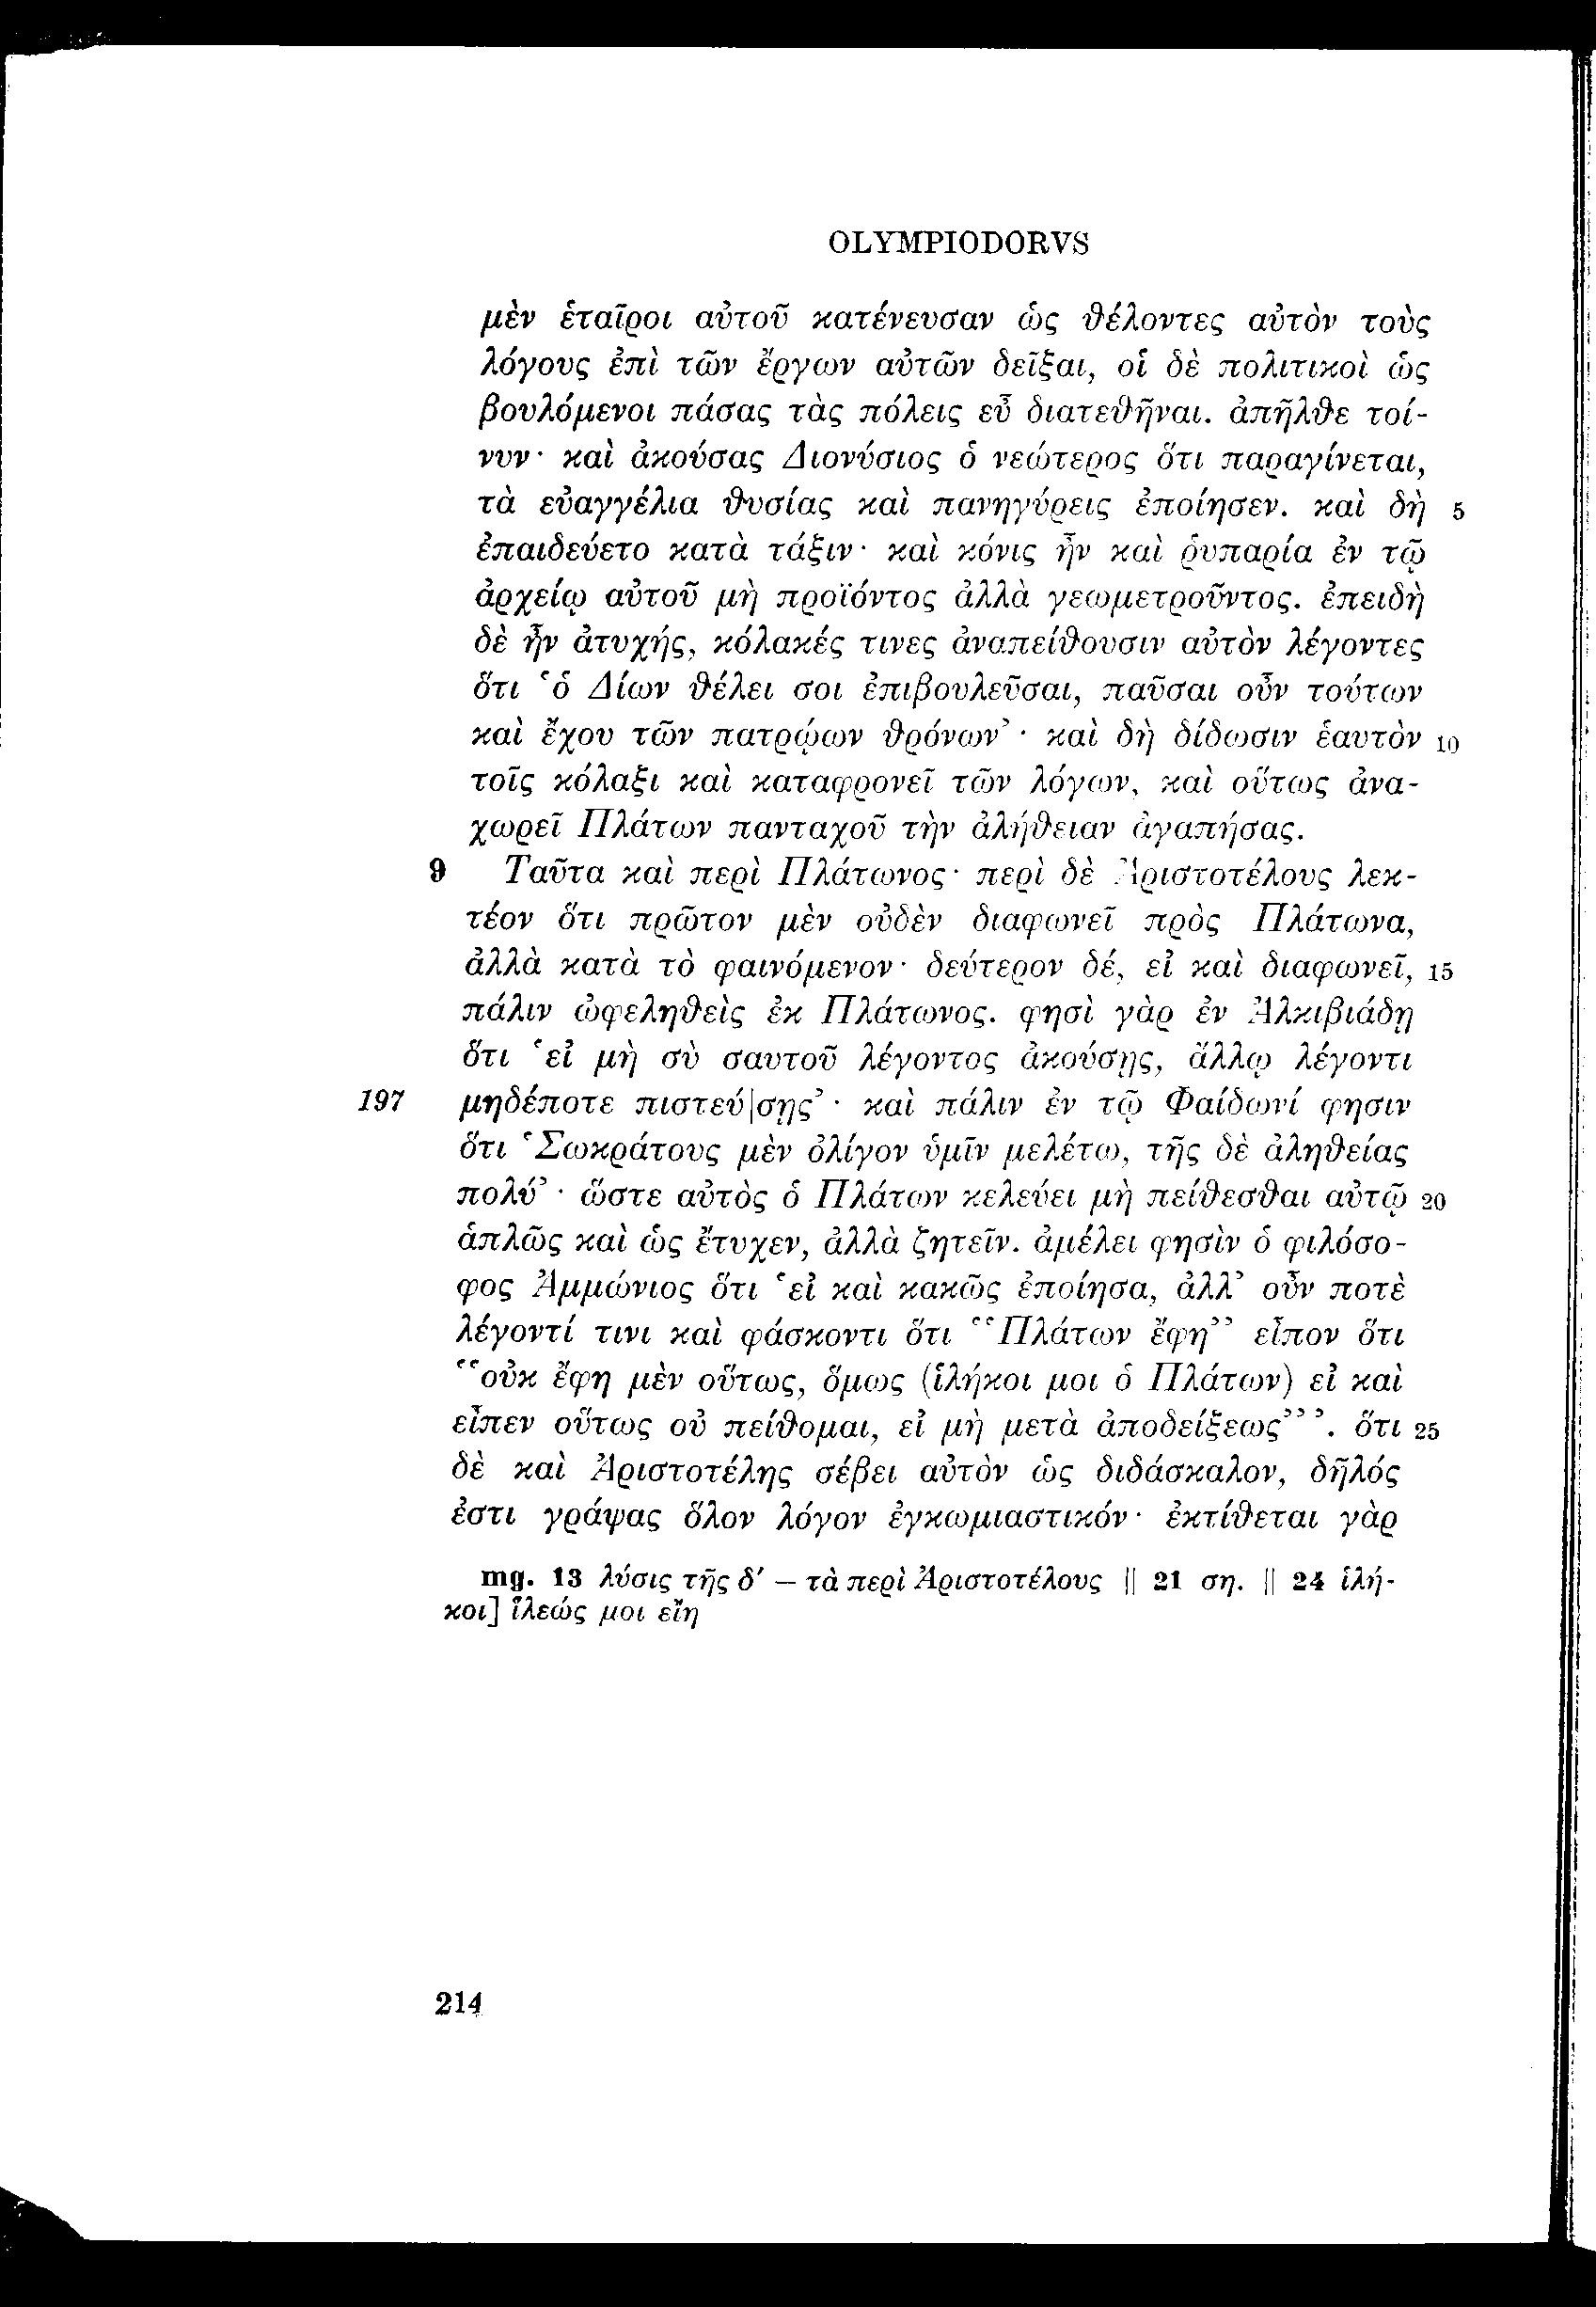 OLYMPIODORVS
μὲν ἑταῖροι αὐτοῦ κατένευσαν ὡς θέλοντες αὐτὸν τοὺς
λόγους ἐπὶ τῶν ἔργων αὐτῶν δεῖξαι, οἱ δὲ πολιτικοὶ ὡς
βουλόμενοι πάσας τὰς πόλεις εὖ διατεθῆναι. ἀπῆλθε τοί-
νυν· καὶ ἀκούσας Διονύσιος ὁ νεώτερος ὅτι παραγίνεται,
τὰ εὐαγγέλια θυσίας καὶ πανηγύρεις ἐποίησεν. καὶ δὴ 5
ἐπαιδεύετο κατὰ τάξιν· καὶ κόνις ἦν καὶ ῥυπαρία ἐν τῷ
ἀρχείῳ αὐτοῦ μὴ προϊόντος ἀλλὰ γεωμετροῦντος. ἐπειδὴ
δὲ ἦν ἀτυχής, κόλακές τινες ἀναπείθουσιν αὐτὸν λέγοντες
ὅτι ‘ὁ Δίων θέλει σοι ἐπιβουλεῦσαι, παῦσαι οὖν τούτων
καὶ ἔχου τῶν πατρῴων θρόνων’· καὶ δὴ δίδωσιν ἑαυτὸν 10
τοῖς κόλαξι καὶ καταφρονεῖ τῶν λόγων, καὶ οὕτως ἀνα-
χωρεῖ Πλάτων πανταχοῦ τὴν ἀλήθειαν ἀγαπήσας.
9 Ταῦτα καὶ περὶ Πλάτωνος· περὶ δὲ Ἀριστοτέλους λεκ-
τέον ὅτι πρῶτον μὲν οὐδὲν διαφωνεῖ πρὸς Πλάτωνα,
ἀλλὰ κατὰ τὸ φαινόμενον· δεύτερον δέ, εἰ καὶ διαφωνεῖ, 15
πάλιν ὠφεληθεὶς ἐκ Πλάτωνος. φησὶ γὰρ ἐν Ἀλκιβιάδῃ
ὅτι ‘εἰ μὴ σὺ σαυτοῦ λέγοντος ἀκούσῃς, ἄλλῳ λέγοντι
197 μηδέποτε πιστεύ|σῃς’· καὶ πάλιν ἐν τῷ Φαίδωνί φησιν
ὅτι ‘Σωκράτους μὲν ὀλίγον ὑμῖν μελέτω, τῆς δὲ ἀληθείας
πολύ’· ὥστε αὐτὸς ὁ Πλάτων κελεύει μὴ πείθεσθαι αὐτῷ 20
ἁπλῶς καὶ ὡς ἔτυχεν, ἀλλὰ ζητεῖν. ἀμέλει φησὶν ὁ φιλόσο-
φος Ἀμμώνιος ὅτι ‘εἰ καὶ κακῶς ἐποίησα, ἀλλ’ οὖν ποτὲ
λέγοντί τινι καὶ φάσκοντι ὅτι “Πλάτων ἔφη” εἶπον ὅτι
“οὐκ ἔφη μὲν οὕτως, ὅμως (ἱλήκοι μοι ὁ Πλάτων) εἰ καὶ
εἶπεν οὕτως οὐ πείθομαι, εἰ μὴ μετὰ ἀποδείξεως”’. ὅτι 25
δὲ καὶ Ἀριστοτέλης σέβει αὐτὸν ὡς διδάσκαλον, δῆλός
ἐστι γράψας ὅλον λόγον ἐγκωμιαστικόν· ἐκτίθεται γὰρ
mg. 13 λύσις τῆς δ′ – τὰ περὶ Ἀριστοτέλους || 21 ση. || 24 ἱλή-
κοι] ἵλεώς μοι εἴη
214